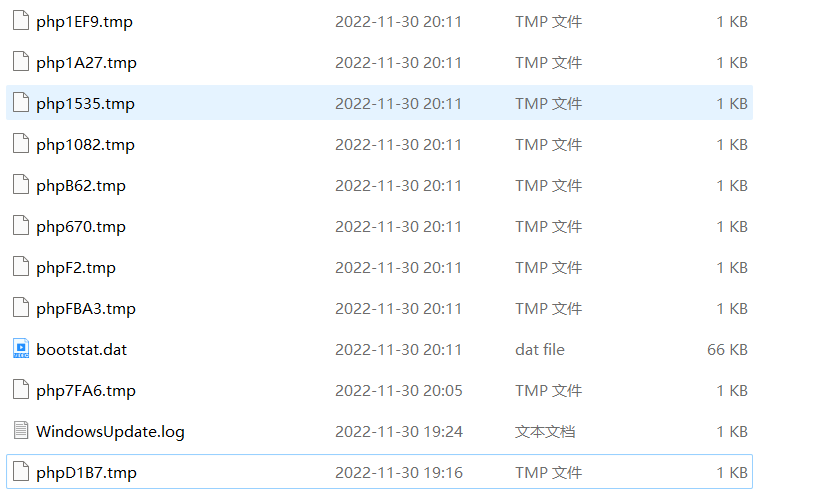 php1EF9.tmp 2022-11-30 20:11 TMP 文件 1 KB
php1A27.tmp 2022-11-30 20:11 TMP 文件 1 KB
php1535.tmp 2022-11-30 20:11 TMP 文件 1 KB
php1082.tmp 2022-11-30 20:11 TMP 文件 1 KB
phpB62.tmp 2022-11-30 20:11 TMP 文件 1 KB
php670.tmp 2022-11-30 20:11 TMP 文件 1 KB
phpF2.tmp 2022-11-30 20:11 TMP 文件 1 KB
phpFBA3.tmp 2022-11-30 20:11 TMP 文件 1 KB
VIDEO bootstat.dat 2022-11-30 20:11 dat file 66 KB
php7FA6.tmp 2022-11-30 20:05 TMP 文件 1 KB
WindowsUpdate.log 2022-11-30 19:24 文本文档 1 KB
phpD1B7.tmp 2022-11-30 19:16 TMP 文件 1 KB